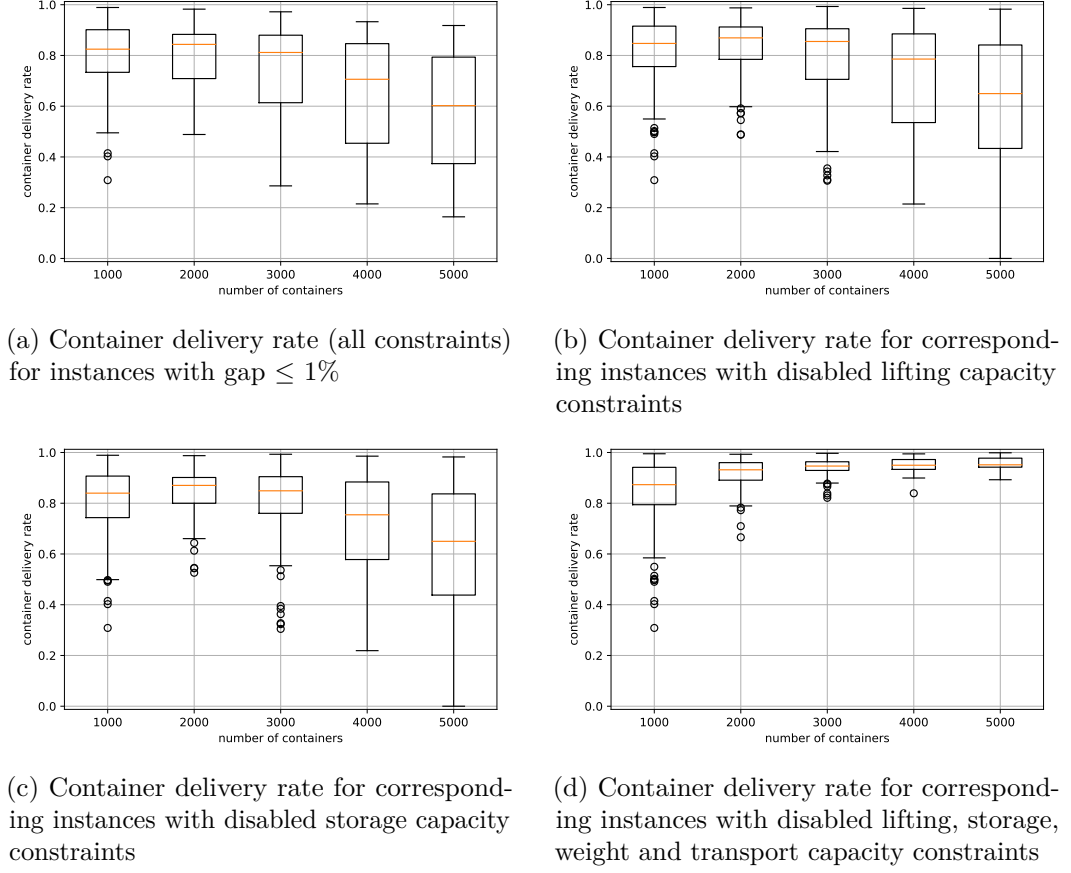 1.0
0.8
0.6
0.4
0.2
0.0
container delivery rate
1000 2000 3000 4000 5000
number of containers
(a) Container delivery rate (all constraints)
for instances with gap ≤ 1%
1.0
0.8
0.6
0.4
0.2
0.0
container delivery rate
1000 2000 3000 4000 5000
number of containers
(b) Container delivery rate for correspond-
ing instances with disabled lifting capacity
constraints
1.0
0.8
0.6
0.4
0.2
0.0
container delivery rate
1000 2000 3000 4000 5000
number of containers
(c) Container delivery rate for correspond-
ing instances with disabled storage capacity
constraints
1.0
0.8
0.6
0.4
0.2
0.0
container delivery rate
1000 2000 3000 4000 5000
number of containers
(d) Container delivery rate for correspond-
ing instances with disabled lifting, storage,
weight and transport capacity constraints